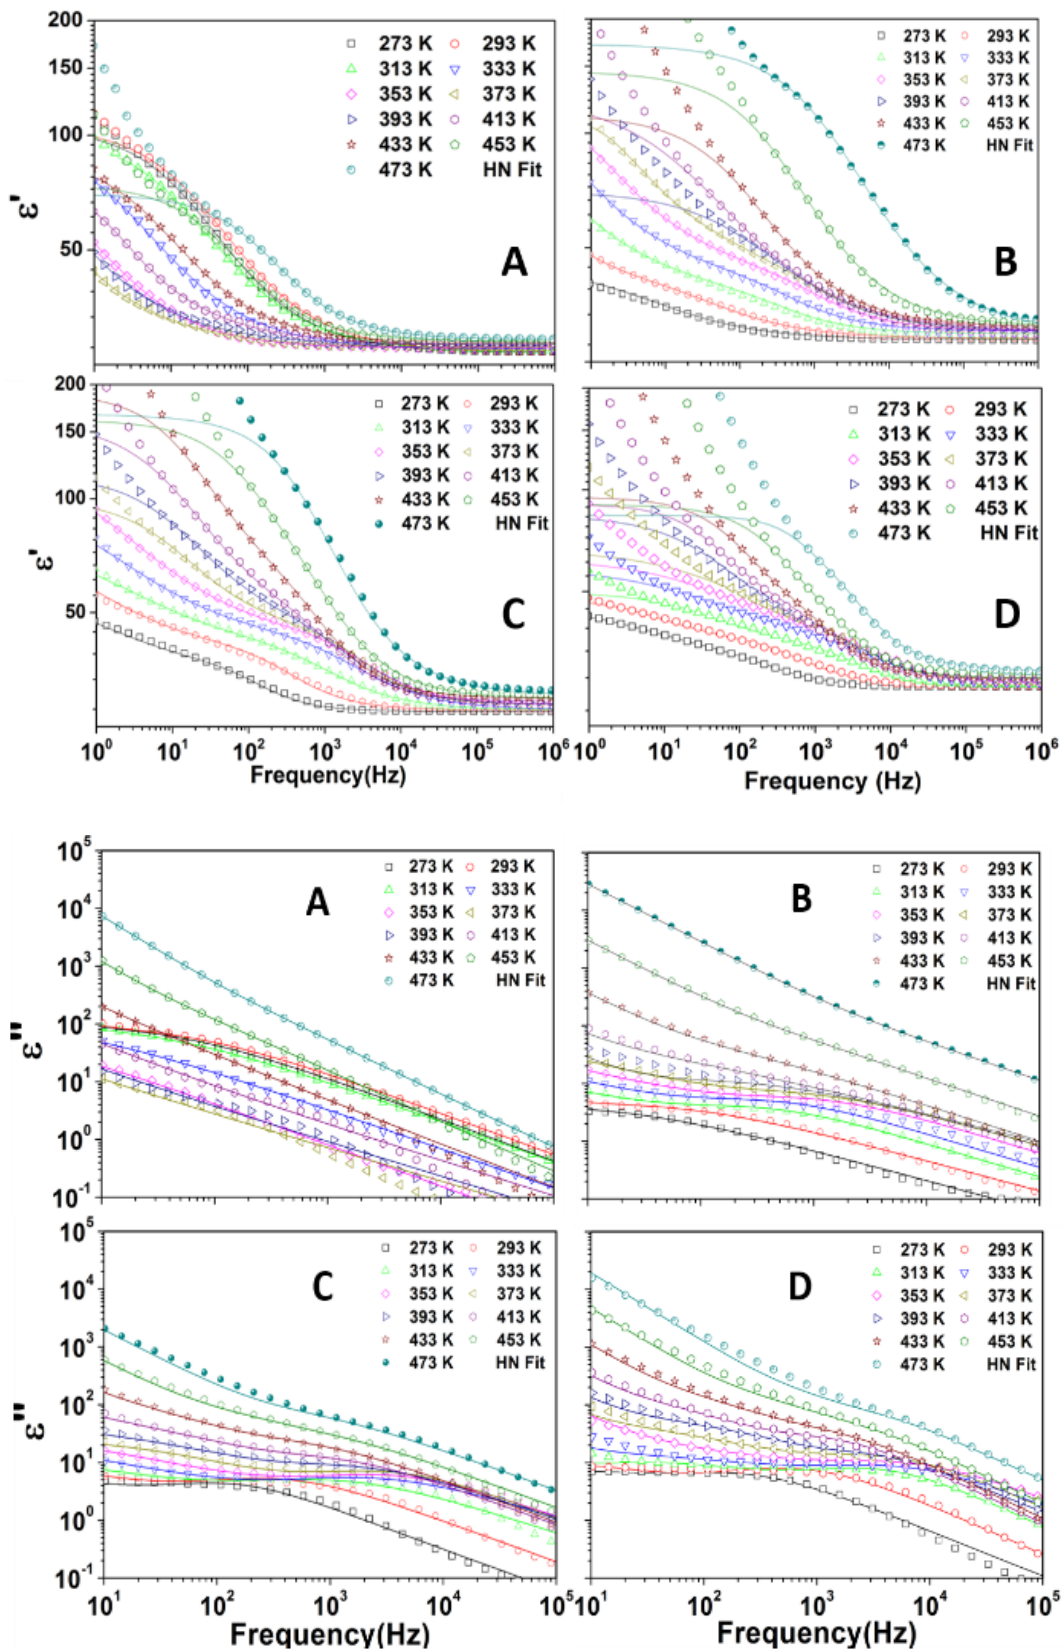 200
150
100
50
ε'
273 K 293 K
313 K 333 K
353 K 373 K
393 K 413 K
433 K 453 K
473 K HN Fit
A
273 K 293 K
313 K 333 K
353 K 373 K
393 K 413 K
433 K 453 K
473 K HN Fit
B
200
150
100
50
ε'
273 K 293 K
313 K 333 K
353 K 373 K
393 K 413 K
433 K 453 K
473 K HN Fit
C
10^0 10^1 10^2 10^3 10^4 10^5 10^6
Frequency(Hz)
273 K 293 K
313 K 333 K
353 K 373 K
393 K 413 K
433 K 453 K
473 K HN Fit
D
10^0 10^1 10^2 10^3 10^4 10^5 10^6
Frequency (Hz)
10^5
10^4
10^3
10^2
10^1
10^0
10^-1
ε"
273 K 293 K
313 K 333 K
353 K 373 K
393 K 413 K
433 K 453 K
473 K HN Fit
A
273 K 293 K
313 K 333 K
353 K 373 K
393 K 413 K
433 K 453 K
473 K HN Fit
B
10^5
10^4
10^3
10^2
10^1
10^0
10^-1
ε"
273 K 293 K
313 K 333 K
353 K 373 K
393 K 413 K
433 K 453 K
473 K HN Fit
C
10^1 10^2 10^3 10^4 10^5
Frequency(Hz)
273 K 293 K
313 K 333 K
353 K 373 K
393 K 413 K
433 K 453 K
473 K HN Fit
D
10^1 10^2 10^3 10^4 10^5
Frequency(Hz)